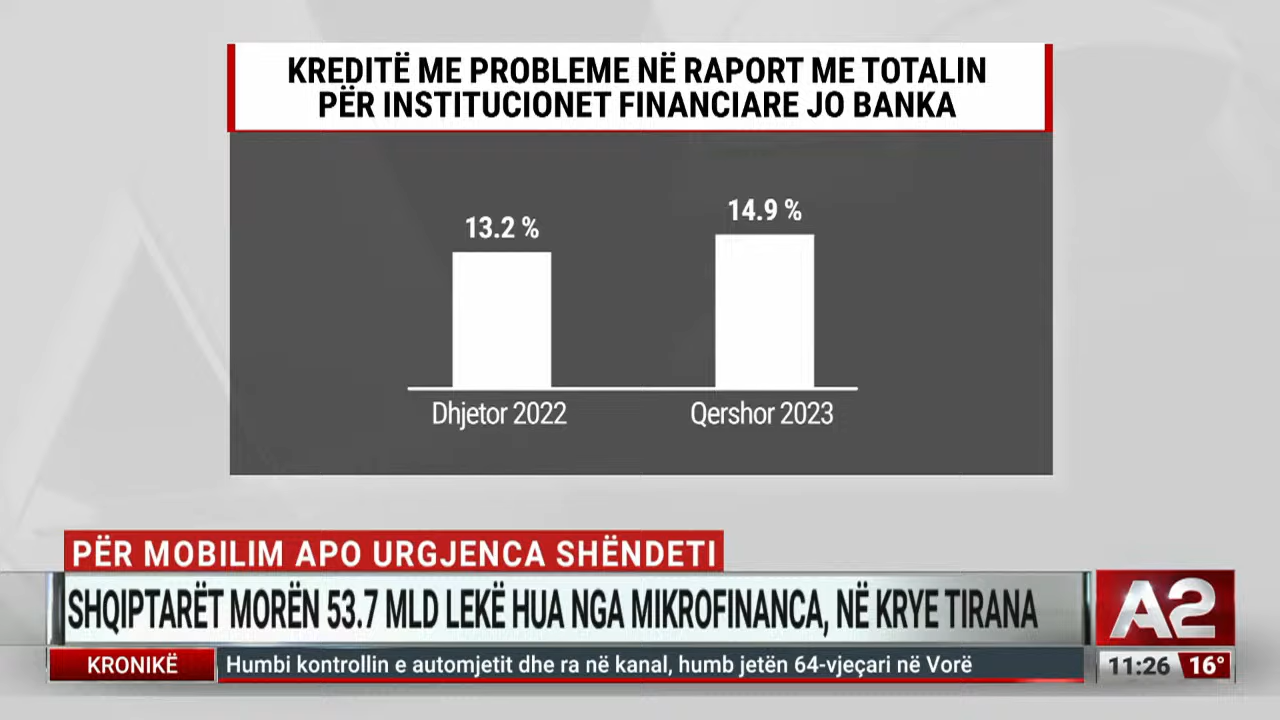 KREDITË ME PROBLEME NË RAPORT ME TOTALIN
PËR INSTITUCIONET FINANCIARE JO BANKA
13.2 %
14.9 %
Dhjetor 2022
Qershor 2023
PËR MOBILIM APO URGJENCA SHËNDETI
SHQIPTARËT MORËN 53.7 MLD LEKË HUA NGA MIKROFINANCA, NË KRYE TIRANA
A2
KRONIKË
Humbi kontrollin e automjetit dhe ra në kanal, humb jetën 64-vjeçari në Vorë
11:26
16°